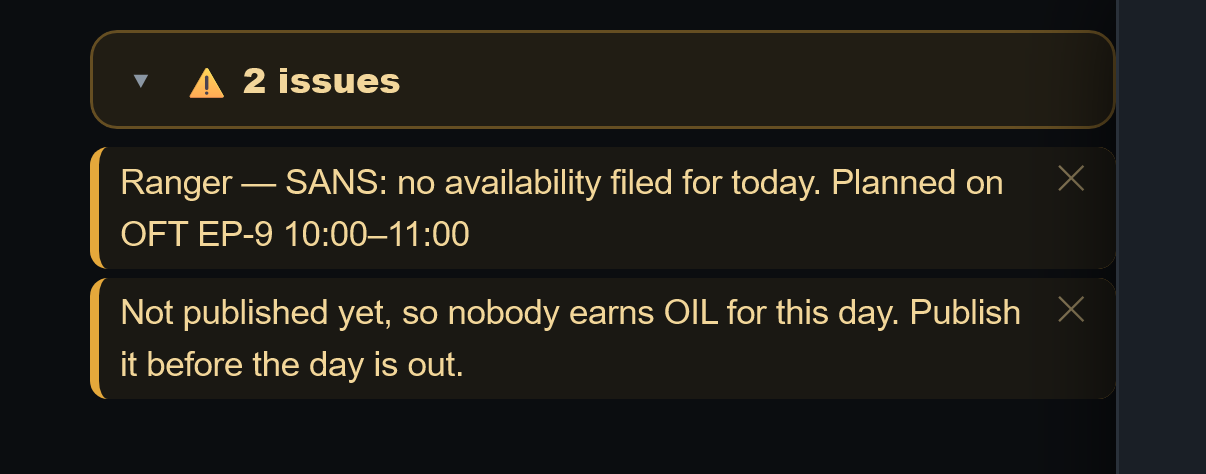 2 issues
Ranger — SANS: no availability filed for today. Planned on
OFT EP-9 10:00–11:00
Not published yet, so nobody earns OIL for this day. Publish
it before the day is out.